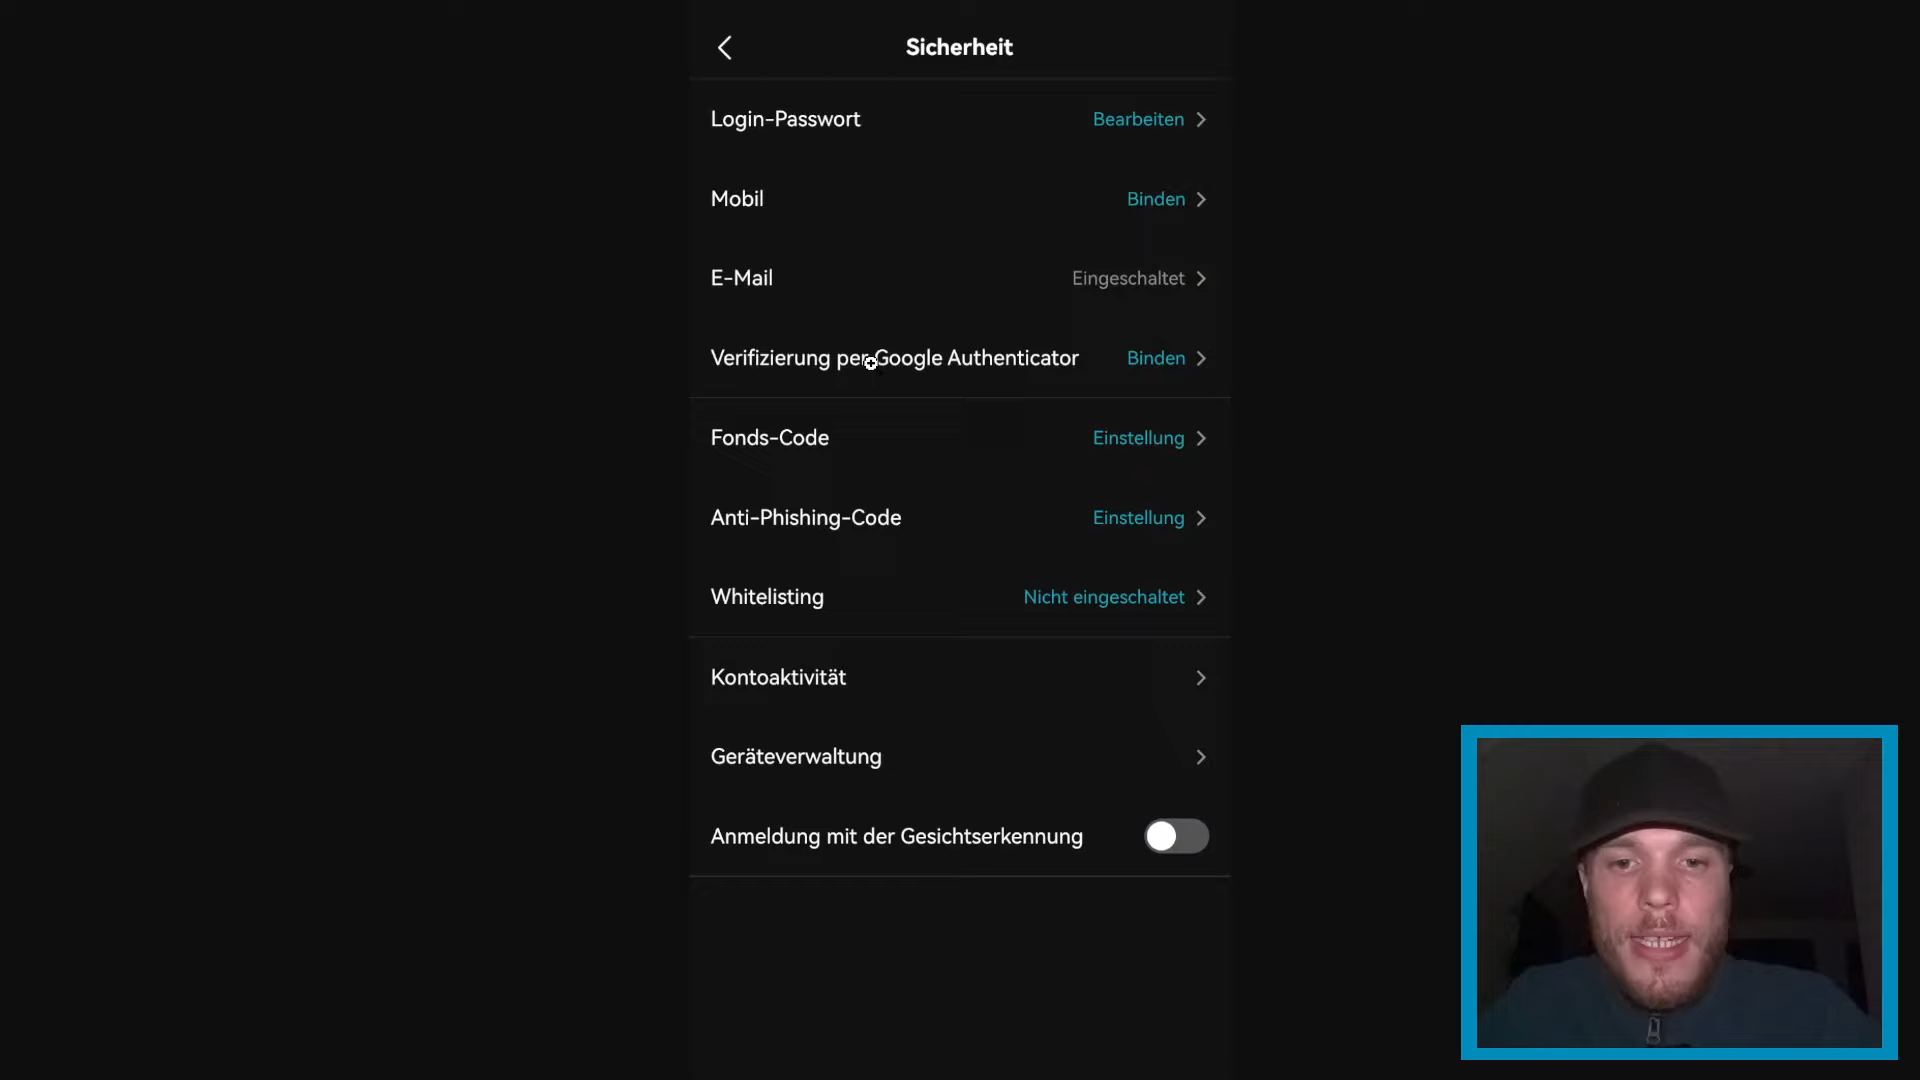 Sicherheit
Login-Passwort Bearbeiten
Mobil Binden
E-Mail Eingeschaltet
Verifizierung per Google Authenticator Binden
Fonds-Code Einstellung
Anti-Phishing-Code Einstellung
Whitelisting Nicht eingeschaltet
Kontoaktivität
Geräteverwaltung
Anmeldung mit der Gesichtserkennung